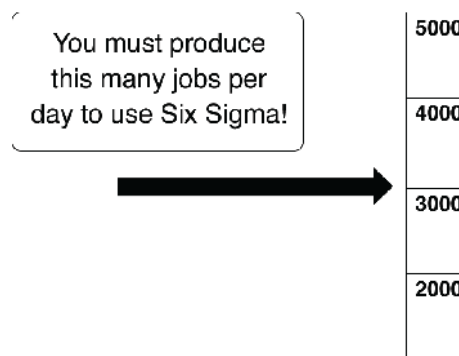 You must produce
this many jobs per
day to use Six Sigma!
5000
4000
3000
2000